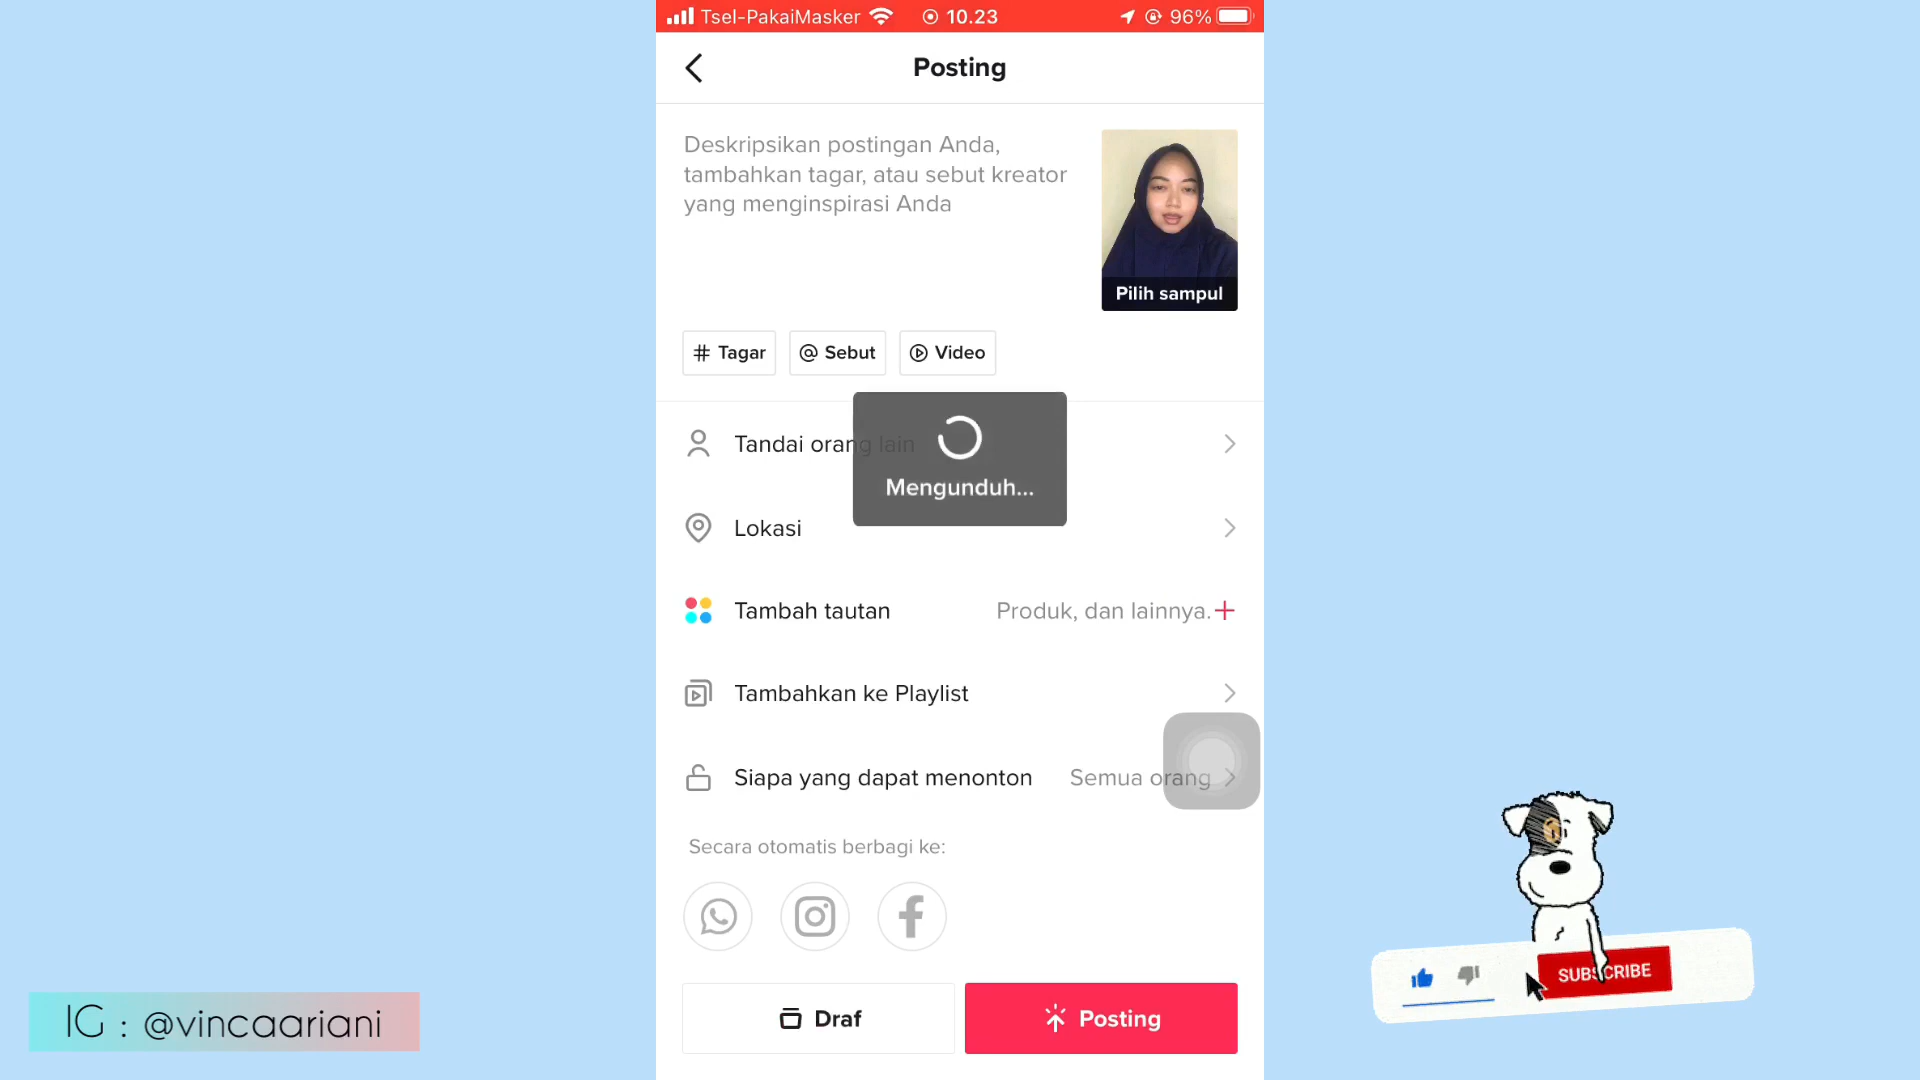 Tsel-PakaiMasker 10.23 96%
Posting
Deskripsikan postingan Anda,
tambahkan tagar, atau sebut kreator
yang menginspirasi Anda
Pilih sampul
# Tagar @ Sebut Video
Tandai orang lain
Mengunduh...
Lokasi
Tambah tautan Produk, dan lainnya.
Tambahkan ke Playlist
Siapa yang dapat menonton Semua orang
Secara otomatis berbagi ke:
Draf Posting
IG : @vincaariani
SUBSCRIBE